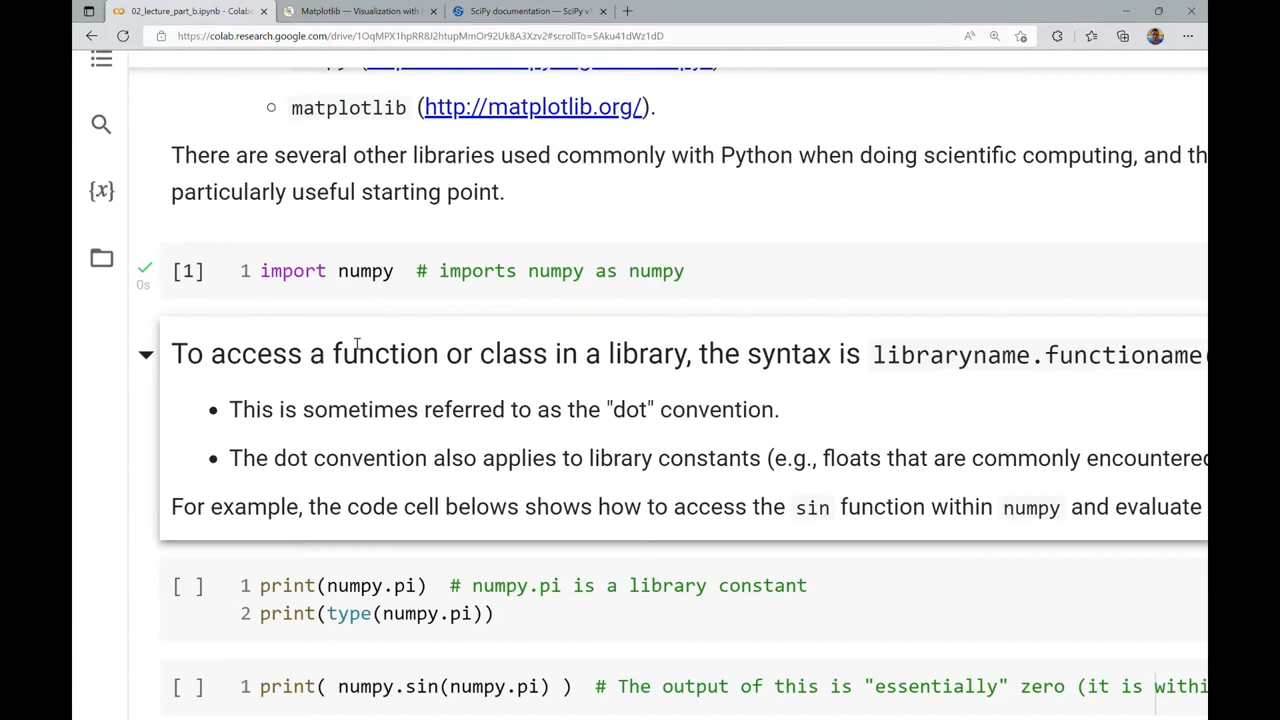 02_lecture_part_b.ipynb - Colabo
Matplotlib — Visualization with
SciPy documentation — SciPy v
https://colab.research.google.com/drive/1OqMPX1hpRR8J2htupMmOr92Uk8A3Xzv2#scrollTo=SAku41dWz1dD
matplotlib (http://matplotlib.org/).
There are several other libraries used commonly with Python when doing scientific computing, and th
particularly useful starting point.
{x}
[1] 1 import numpy # imports numpy as numpy
0s
To access a function or class in a library, the syntax is libraryname.functioname(
• This is sometimes referred to as the "dot" convention.
• The dot convention also applies to library constants (e.g., floats that are commonly encountered
For example, the code cell belows shows how to access the sin function within numpy and evaluate
[ ] 1 print(numpy.pi) # numpy.pi is a library constant
2 print(type(numpy.pi))
[ ] 1 print( numpy.sin(numpy.pi) ) # The output of this is "essentially" zero (it is withi